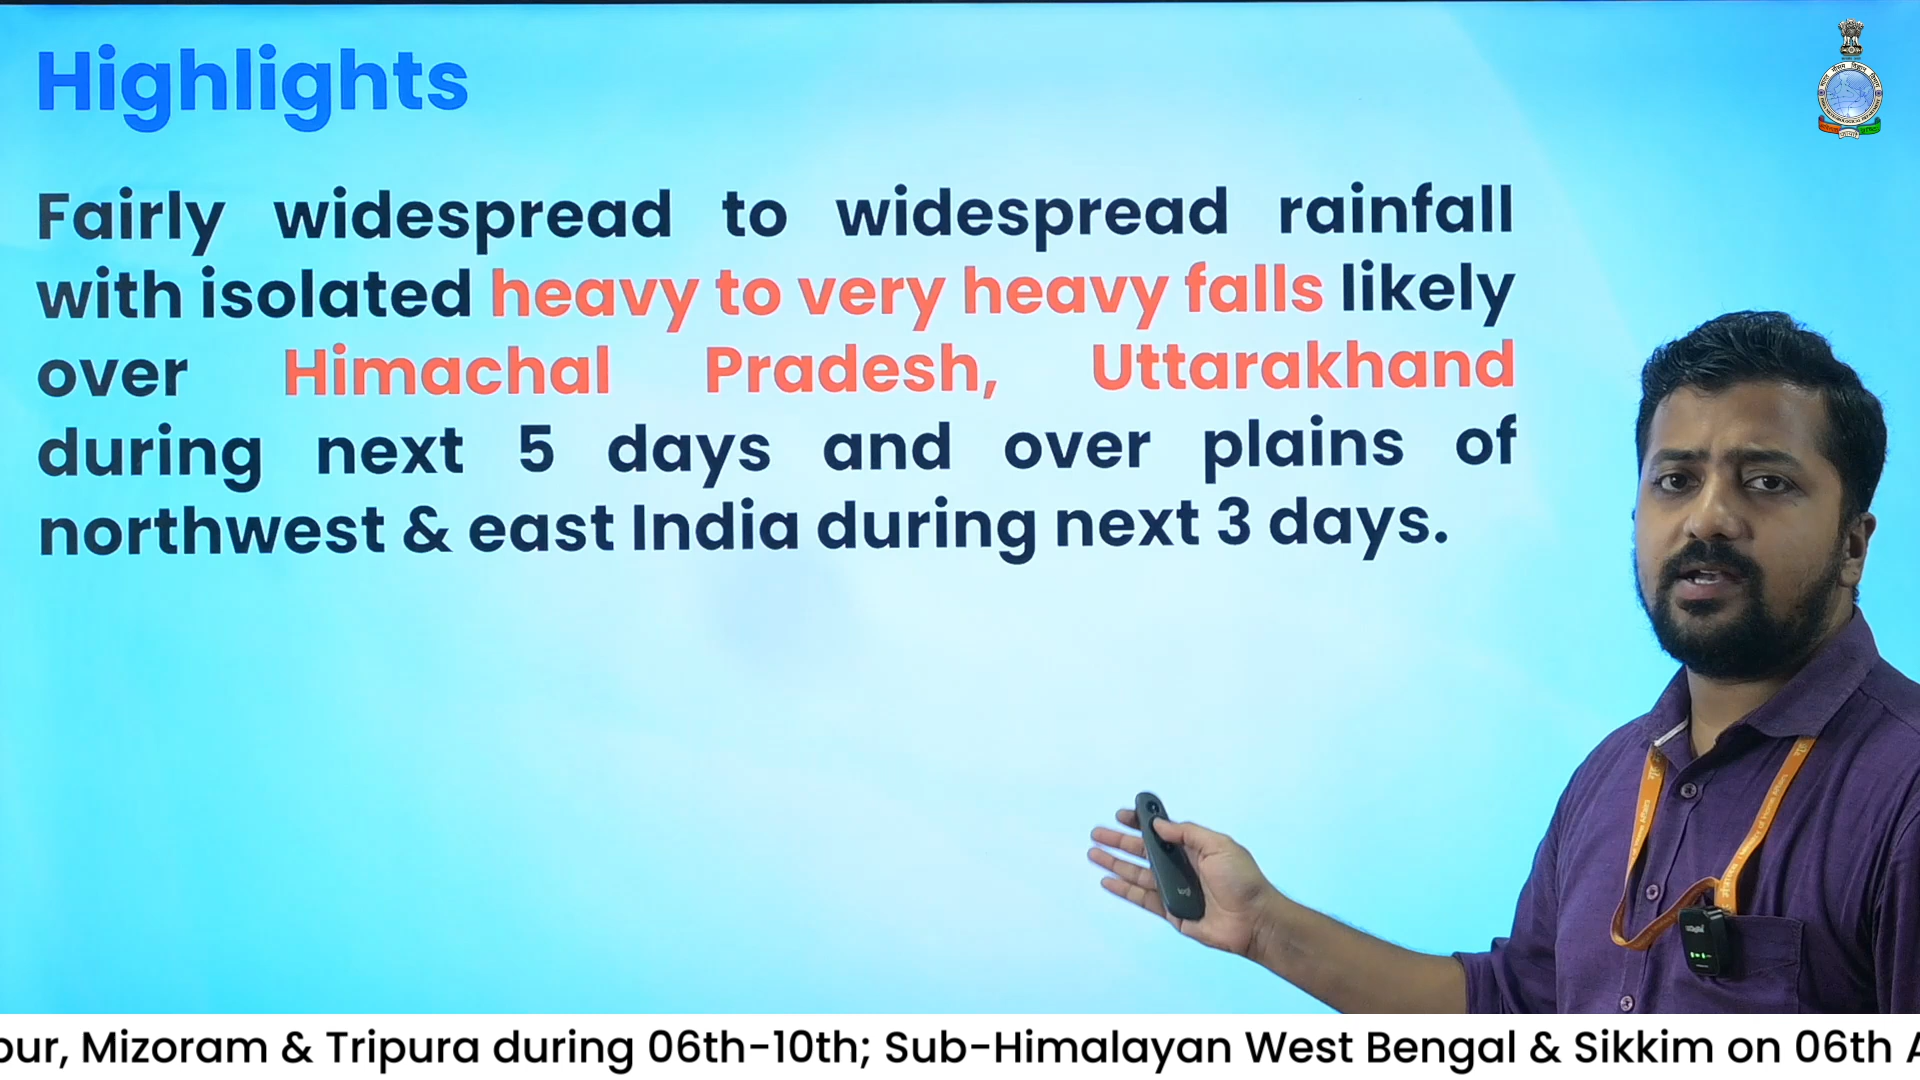 Highlights
Fairly widespread to widespread rainfall
with isolated heavy to very heavy falls likely
over Himachal Pradesh, Uttarakhand
during next 5 days and over plains of
northwest & east India during next 3 days.
logi
our, Mizoram & Tripura during 06th-10th; Sub-Himalayan West Bengal & Sikkim on 06th A